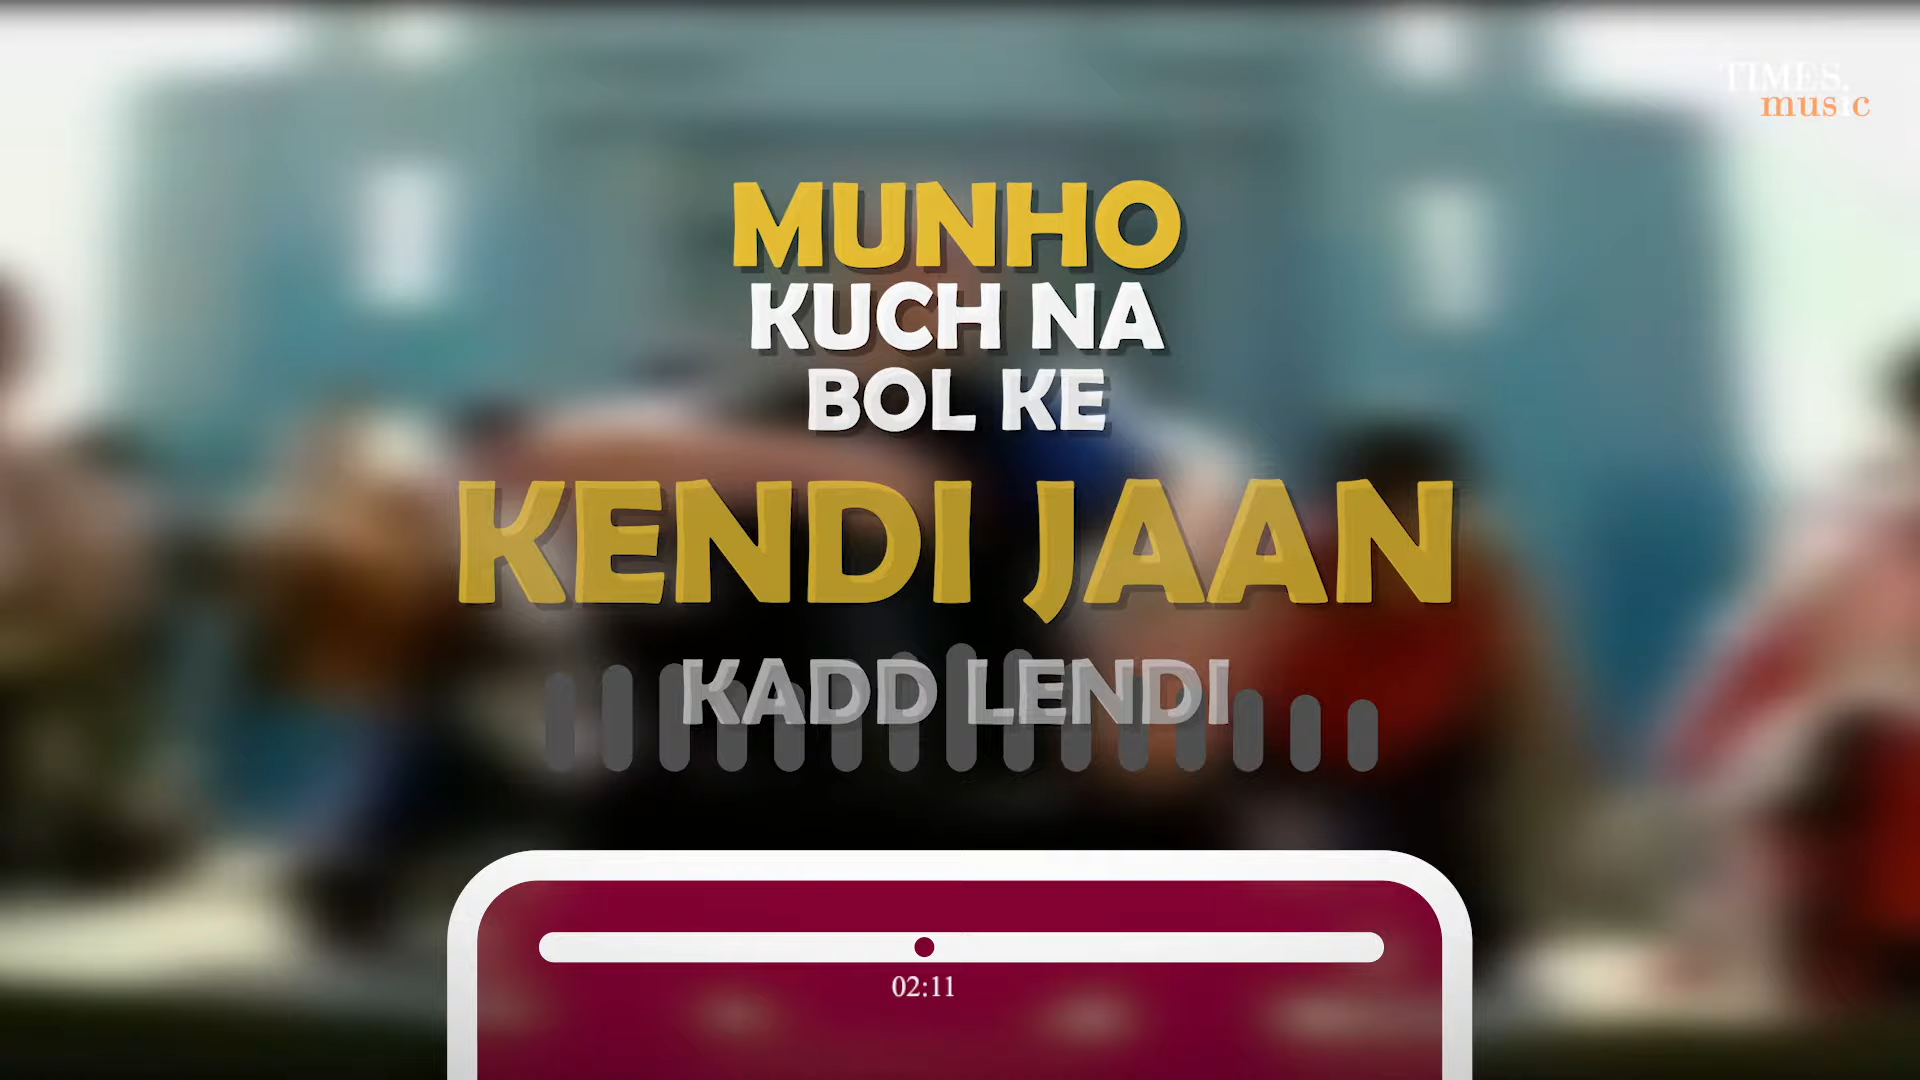 TIMES.
music
MUNHO
KUCH NA
BOL KE
KENDI JAAN
KADD LENDI
02:11